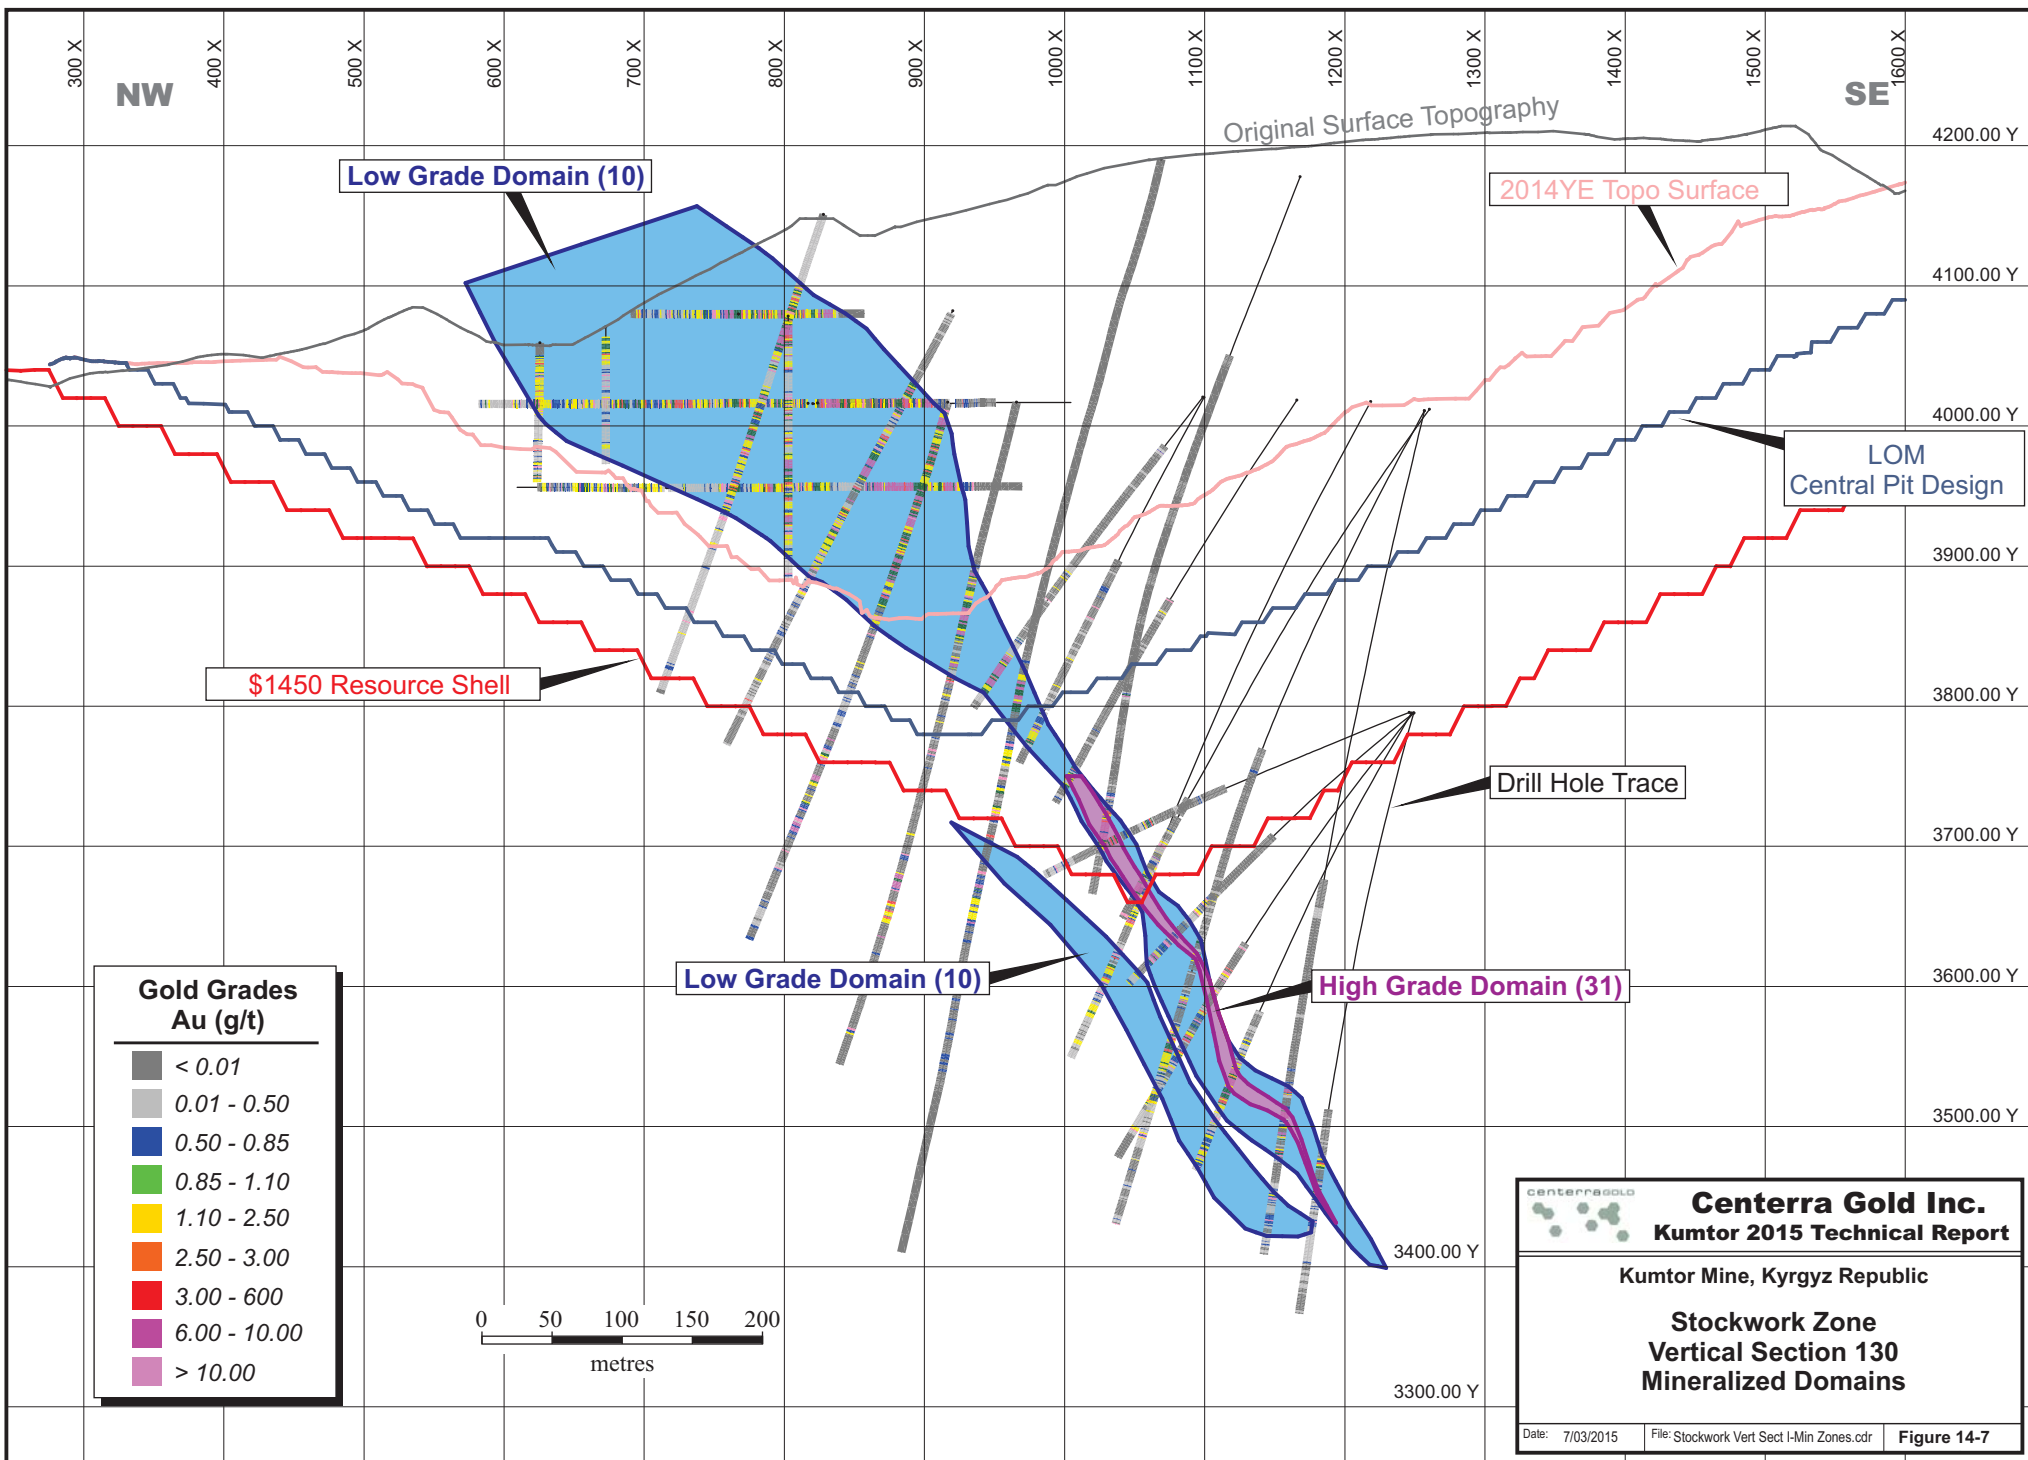 300 X
400 X
500 X
600 X
700 X
800 X
900 X
1000 X
1100 X
1200 X
1300 X
1400 X
1500 X
1600 X
NW
SE
Original Surface Topography
4200.00 Y
Low Grade Domain (10)
2014YE Topo Surface
4100.00 Y
4000.00 Y
LOM
Central Pit Design
3900.00 Y
$1450 Resource Shell
3800.00 Y
Drill Hole Trace
3700.00 Y
Low Grade Domain (10)
High Grade Domain (31)
3600.00 Y
3500.00 Y
3400.00 Y
3300.00 Y
Gold Grades
Au (g/t)
< 0.01
0.01 - 0.50
0.50 - 0.85
0.85 - 1.10
1.10 - 2.50
2.50 - 3.00
3.00 - 600
6.00 - 10.00
> 10.00
0 50 100 150 200
metres
centerraGOLD
Centerra Gold Inc.
Kumtor 2015 Technical Report
Kumtor Mine, Kyrgyz Republic
Stockwork Zone
Vertical Section 130
Mineralized Domains
Date: 7/03/2015
File: Stockwork Vert Sect I-Min Zones.cdr
Figure 14-7